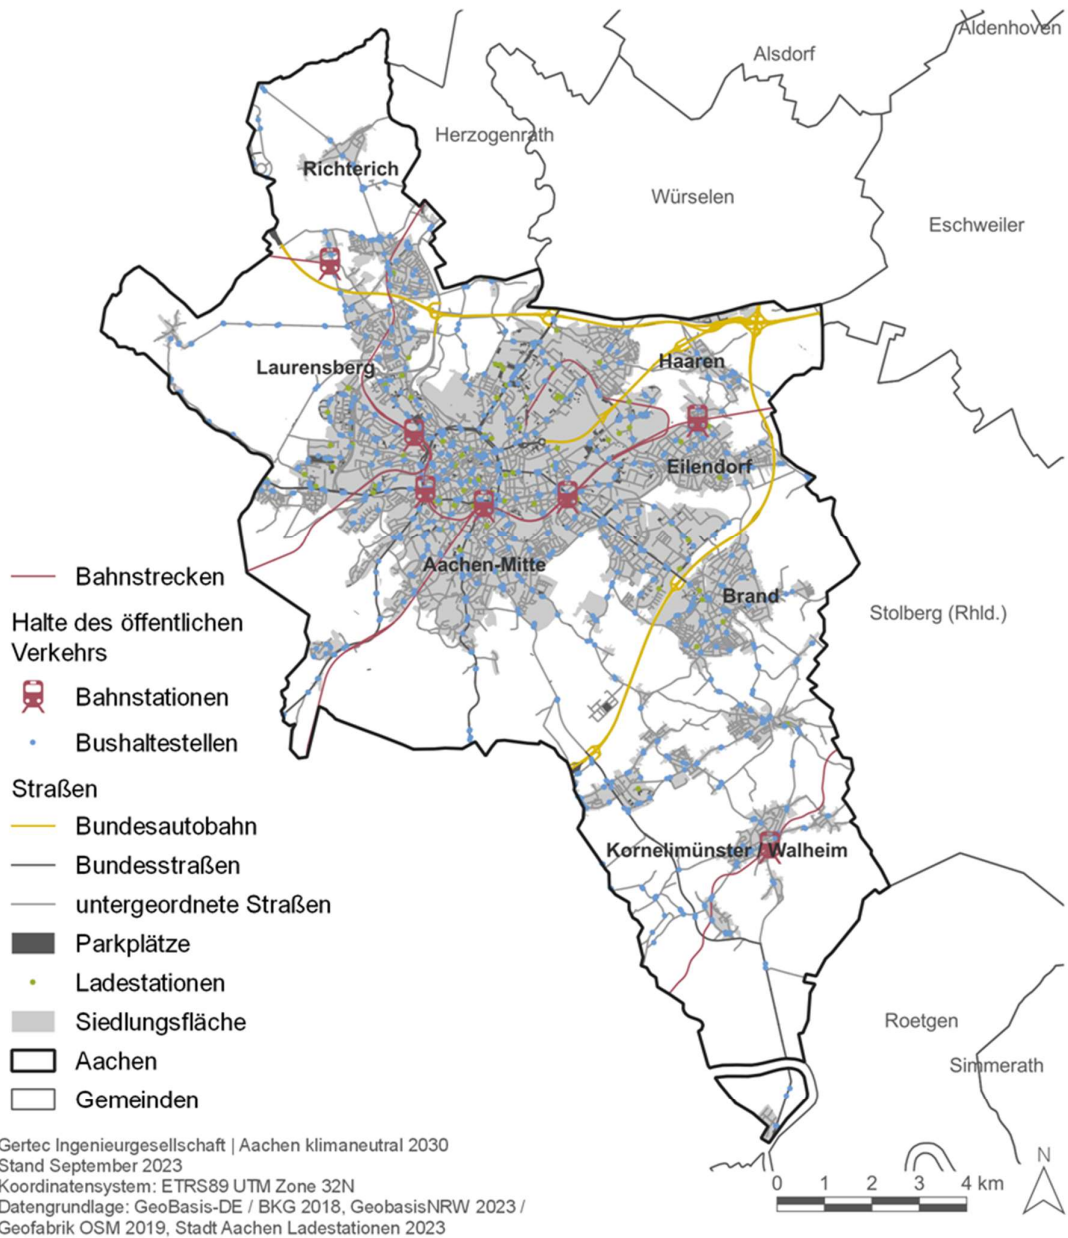 Aldenhoven
Alsdorf
Herzogenrath
Richterich
Würselen
Eschweiler
Laurensberg
Haaren
Eilendorf
Aachen-Mitte
Brand
Stolberg (Rhld.)
Kornelimünster / Walheim
Roetgen
Simmerath
Bahnstrecken
Halte des öffentlichen
Verkehrs
Bahnstationen
Bushaltestellen
Straßen
Bundesautobahn
Bundesstraßen
untergeordnete Straßen
Parkplätze
Ladestationen
Siedlungsfläche
Aachen
Gemeinden
Gertec Ingenieurgesellschaft | Aachen klimaneutral 2030
Stand September 2023
Koordinatensystem: ETRS89 UTM Zone 32N
Datengrundlage: GeoBasis-DE / BKG 2018, GeobasisNRW 2023 /
Geofabrik OSM 2019, Stadt Aachen Ladestationen 2023
0 1 2 3 4 km
N